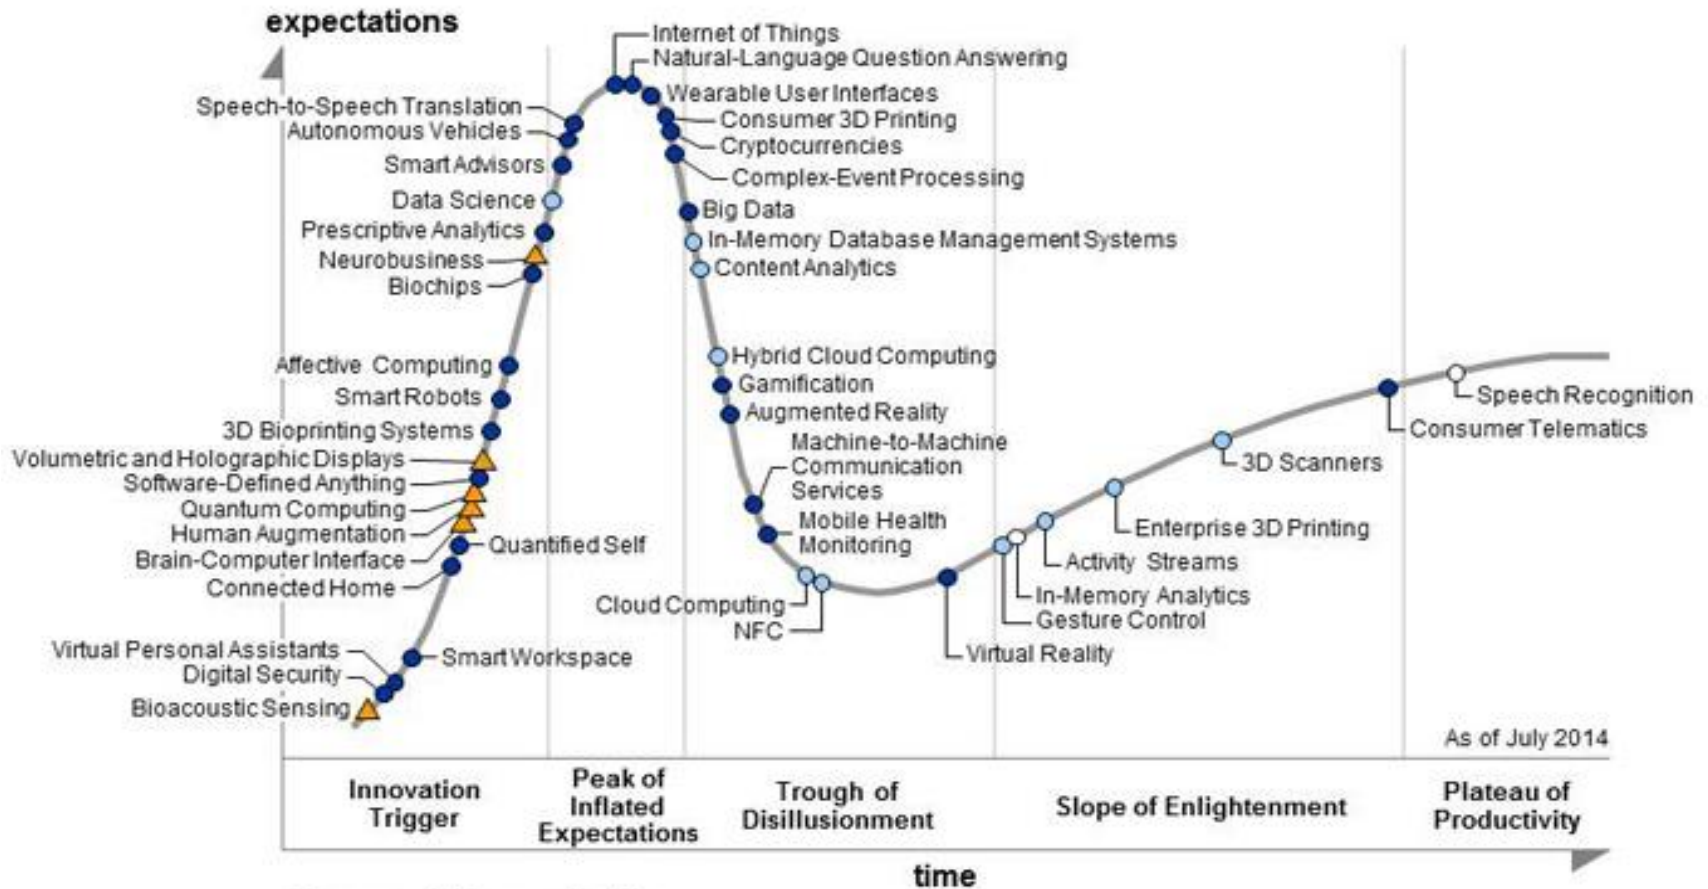 expectations
Internet of Things
Natural-Language Question Answering
Wearable User Interfaces
Consumer 3D Printing
Cryptocurrencies
Complex-Event Processing
Speech-to-Speech Translation
Autonomous Vehicles
Smart Advisors
Data Science
Prescriptive Analytics
Neurobusiness
Biochips
Big Data
In-Memory Database Management Systems
Content Analytics
Affective Computing
Smart Robots
3D Bioprinting Systems
Volumetric and Holographic Displays
Software-Defined Anything
Quantum Computing
Human Augmentation
Brain-Computer Interface
Connected Home
Quantified Self
Virtual Personal Assistants
Digital Security
Bioacoustic Sensing
Smart Workspace
Hybrid Cloud Computing
Gamification
Augmented Reality
Machine-to-Machine
Communication
Services
Mobile Health
Monitoring
Cloud Computing
NFC
Virtual Reality
Gesture Control
In-Memory Analytics
Activity Streams
Enterprise 3D Printing
3D Scanners
Consumer Telematics
Speech Recognition
As of July 2014
Innovation
Trigger
Peak of
Inflated
Expectations
Trough of
Disillusionment
Slope of Enlightenment
Plateau of
Productivity
time